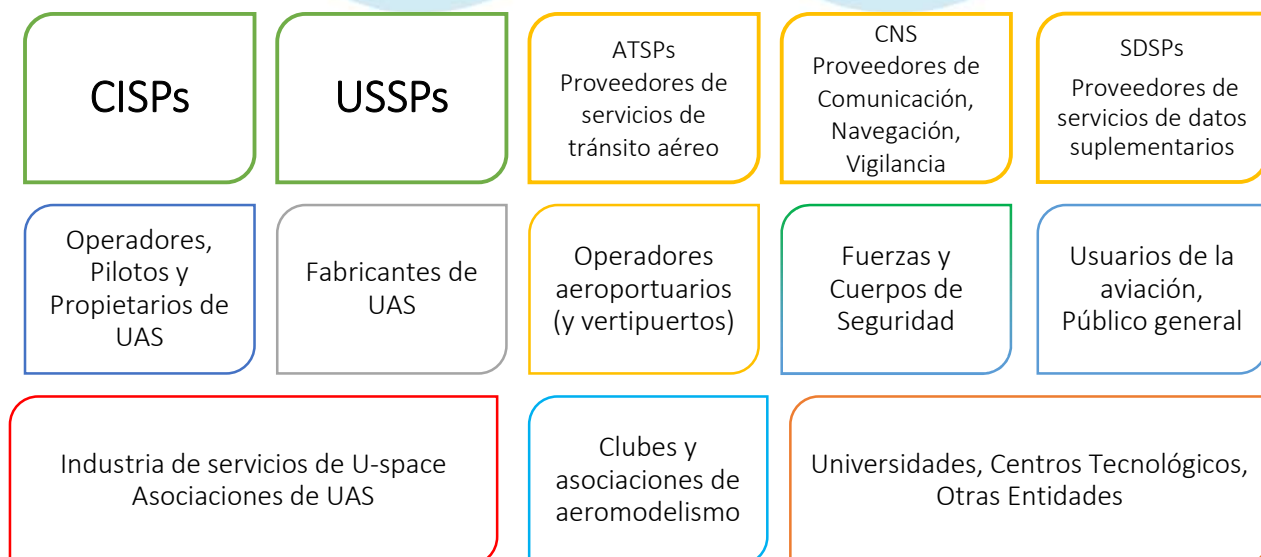 CISPs
USSPs
ATSPs
Proveedores de
servicios de
tránsito aéreo
CNS
Proveedores de
Comunicación,
Navegación,
Vigilancia
SDSPs
Proveedores de
servicios de datos
suplementarios
Operadores,
Pilotos y
Propietarios de
UAS
Fabricantes de
UAS
Operadores
aeroportuarios
(y vertipuertos)
Fuerzas y
Cuerpos de
Seguridad
Usuarios de la
aviación,
Público general
Industria de servicios de U-space
Asociaciones de UAS
Clubes y
asociaciones de
aeromodelismo
Universidades, Centros Tecnológicos,
Otras Entidades